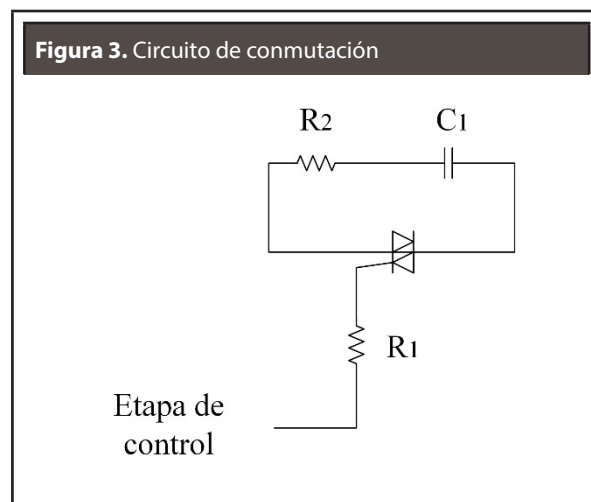 Figura 3. Circuito de conmutación
R2
C1
R1
Etapa de
control